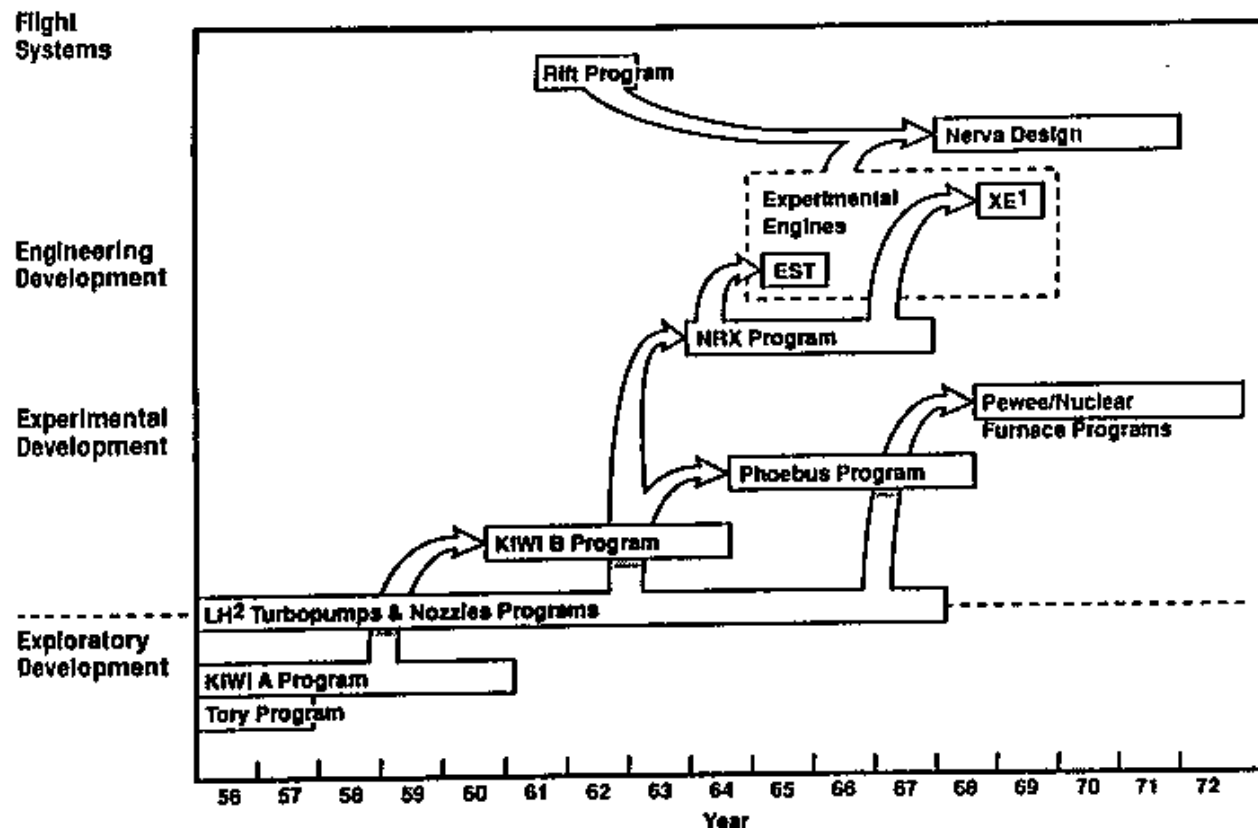 Flight
Systems
Rift Program
Nerva Design
Experimental
Engines
XE1
Engineering
Development
EST
NRX Program
Experimental
Development
Pewee/Nuclear
Furnace Programs
Phoebus Program
KIWI B Program
LH2 Turbopumps & Nozzles Programs
Exploratory
Development
KIWI A Program
Tory Program
56 57 58 59 60 61 62 63 64 65 66 67 68 69 70 71 72
Year